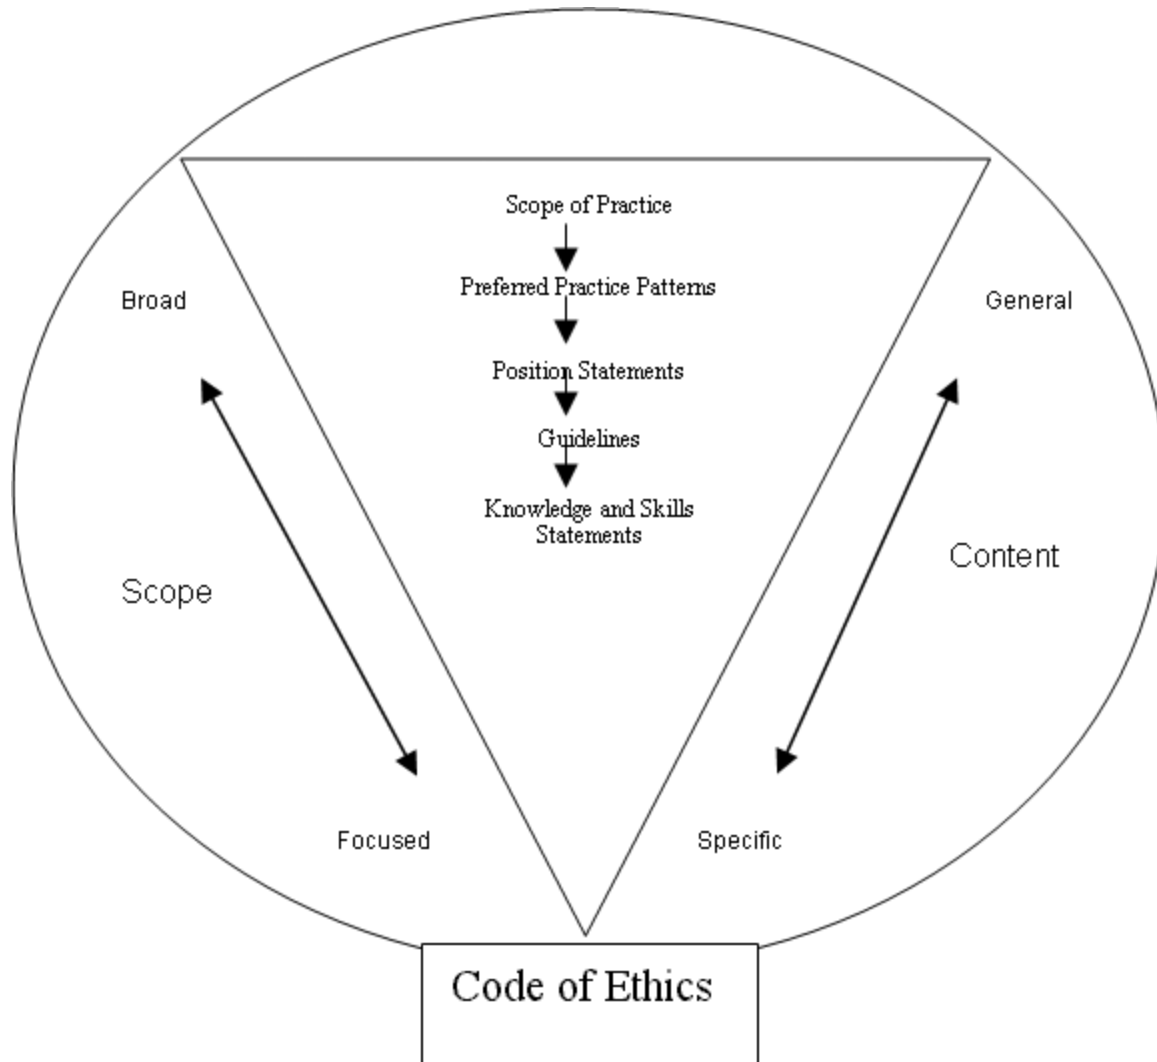 Scope of Practice
Preferred Practice Patterns
Broad
General
Position Statements
Guidelines
Knowledge and Skills
Statements
Content
Scope
Focused
Specific
Code of Ethics